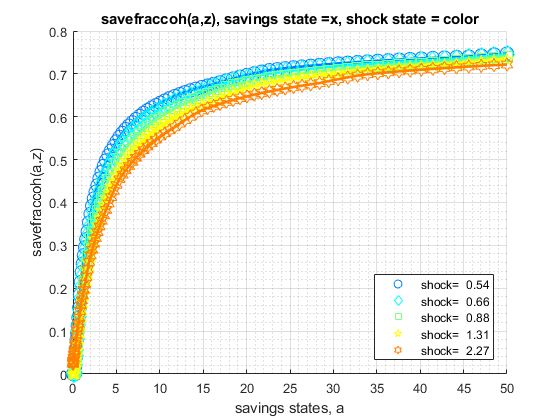 savefraccoh(a,z), savings state =x, shock state = color
savefraccoh(a,z)
0.8
0.7
0.6
0.5
0.4
0.3
0.2
0.1
0
0 5 10 15 20 25 30 35 40 45 50
savings states, a
shock= 0.54
shock= 0.66
shock= 0.88
shock= 1.31
shock= 2.27